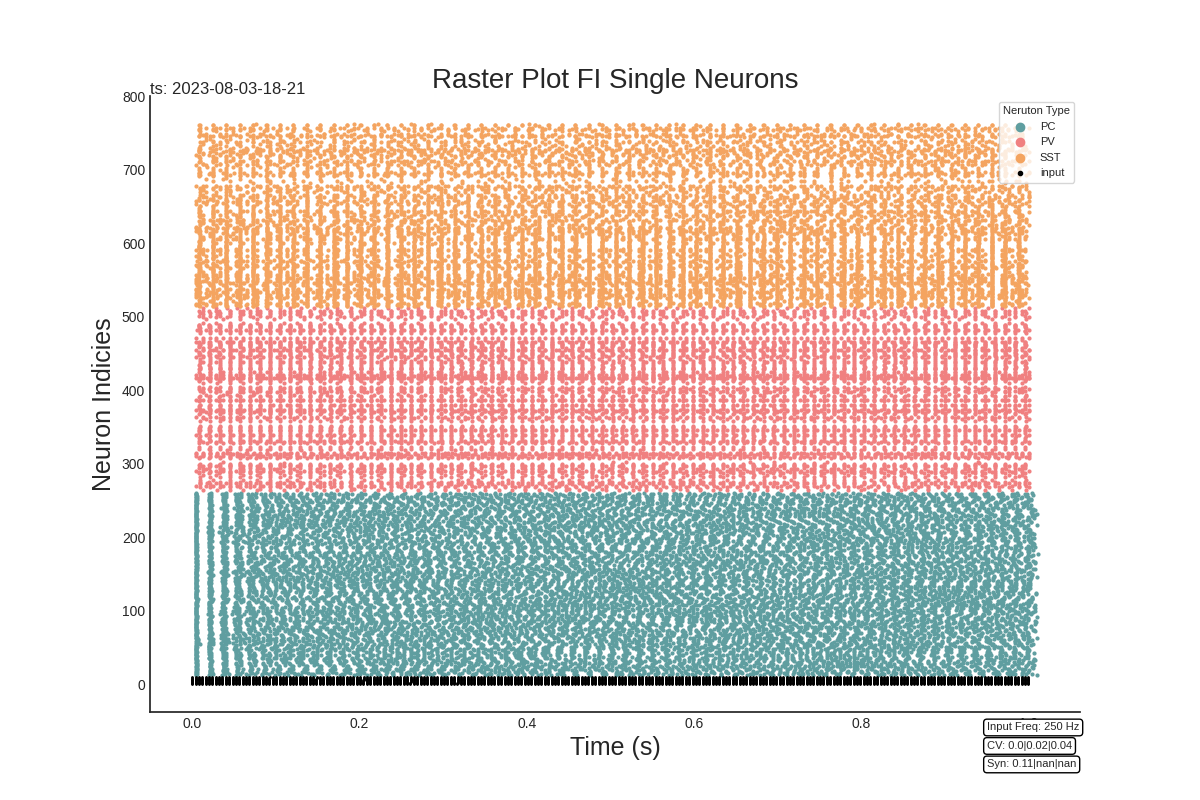 Raster Plot FI Single Neurons
ts: 2023-08-03-18-21
800
700
600
500
400
300
200
100
0
Neuron Indicies
Neruton Type
PC
PV
SST
input
0.0 0.2 0.4 0.6 0.8
Time (s)
Input Freq: 250 Hz
CV: 0.0|0.02|0.04
Syn: 0.11|nan|nan